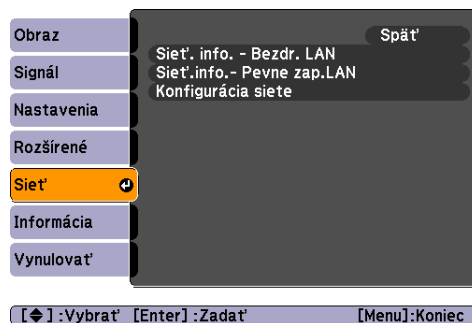 Obraz
Signál
Nastavenia
Rozšírené
Sieť
Informácia
Vynulovať
Späť
Sieť. info. - Bezdr. LAN
Sieť.info.- Pevne zap.LAN
Konfigurácia siete
[◆] :Vybrať [Enter] :Zadať [Menu]:Koniec